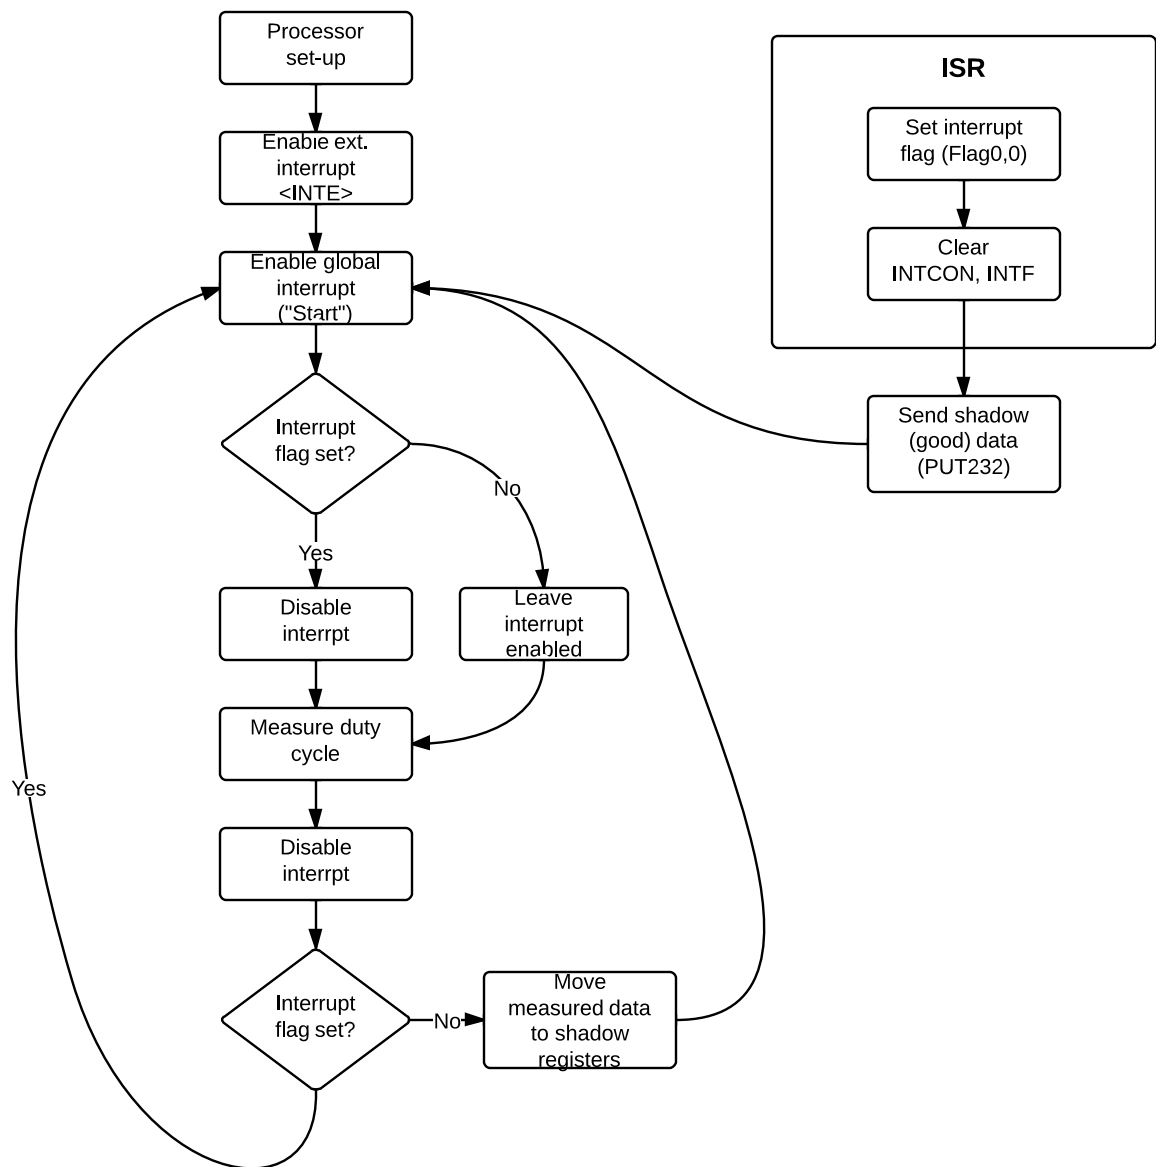 Processor
set-up
Enable ext.
interrupt
<INTE>
Enable global
interrupt
("Start")
Interrupt
flag set?
No
Yes
Disable
interrpt
Leave
interrupt
enabled
Measure duty
cycle
Yes
Disable
interrpt
Interrupt
flag set?
No
Move
measured data
to shadow
registers
ISR
Set interrupt
flag (Flag0,0)
Clear
INTCON, INTF
Send shadow
(good) data
(PUT232)